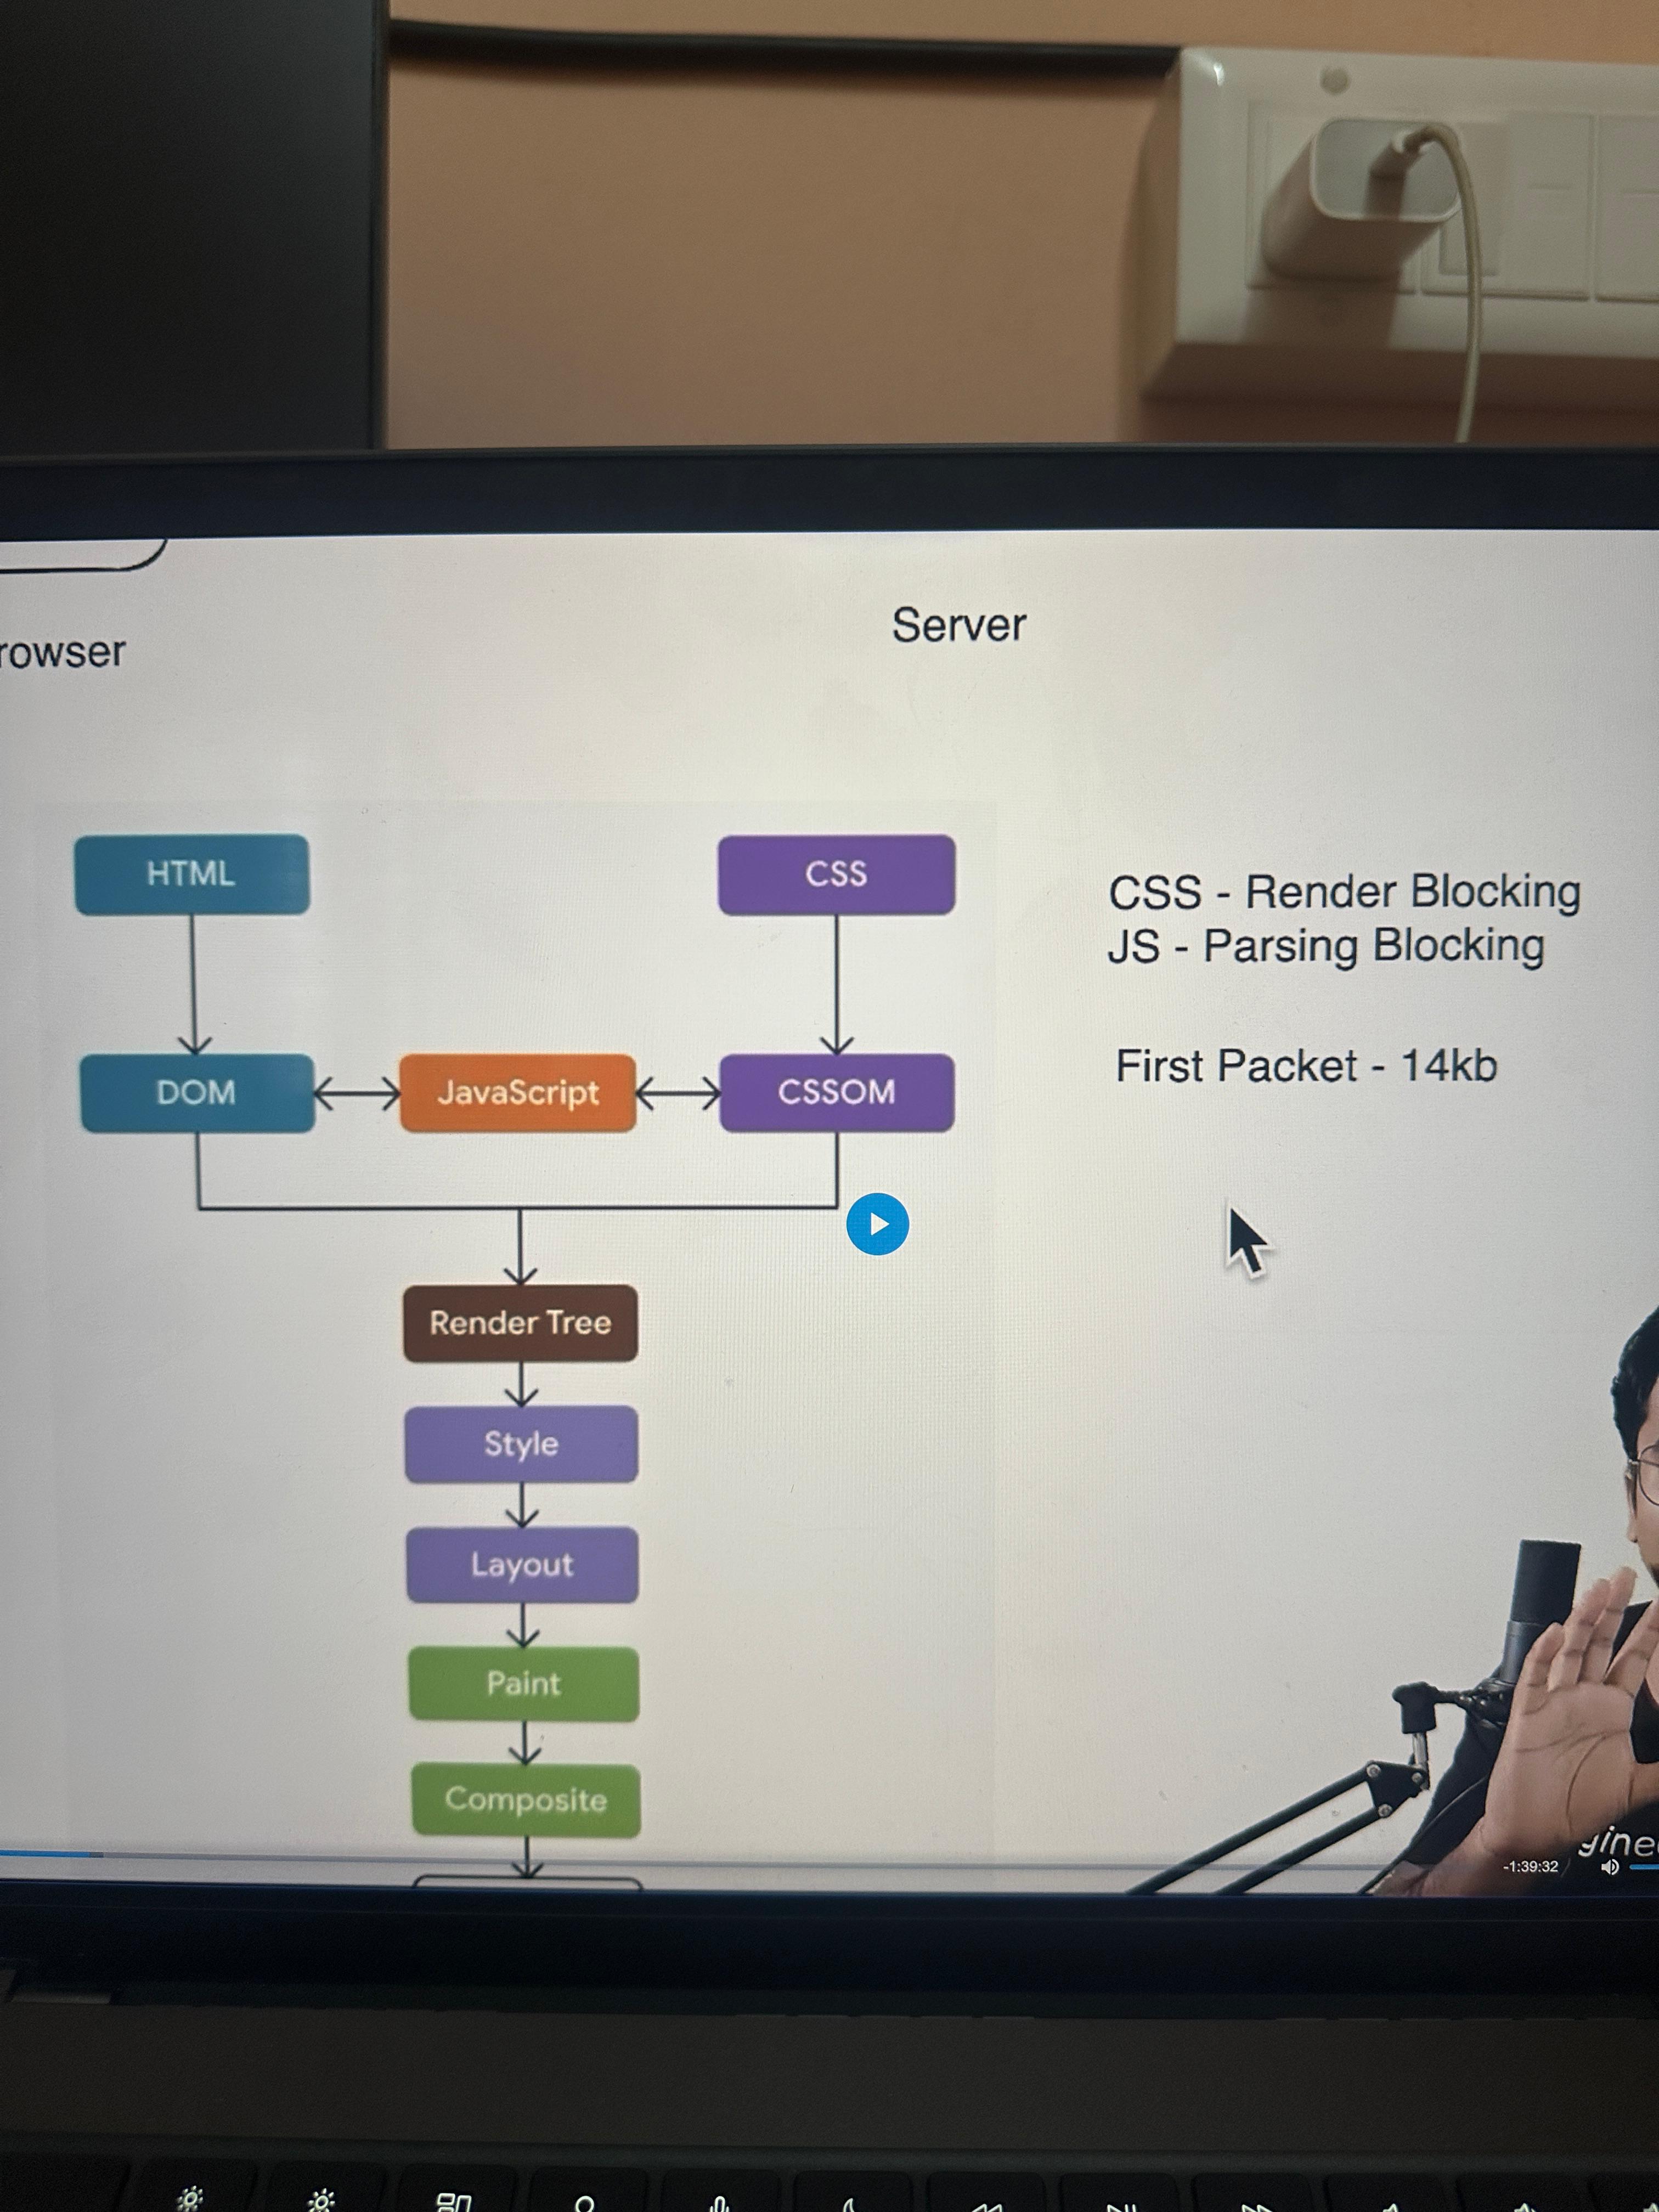 rowser
Server
HTML
CSS
CSS - Render Blocking
JS - Parsing Blocking
DOM
JavaScript
CSSOM
First Packet - 14kb
Render Tree
Style
Layout
Paint
Composite
gine
-1:39:32